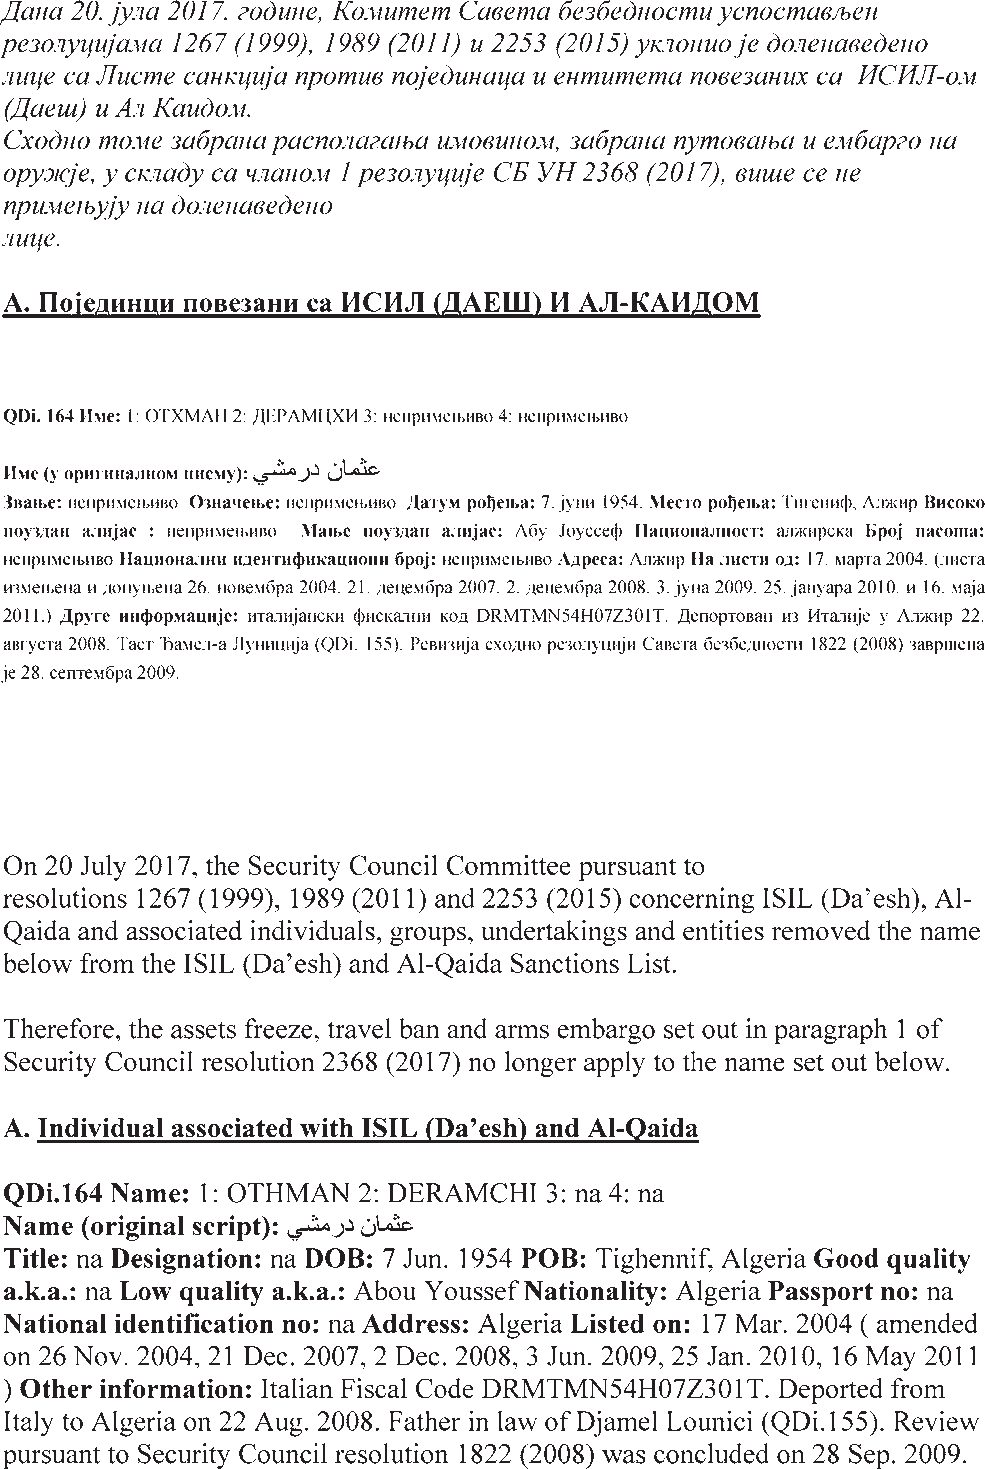 Дана 20. јула 2017. године, Комитет Савета безбедности успостављен
резолуцијама 1267 (1999), 1989 (2011) и 2253 (2015) уклонио је доленаведено
лице са Листе санкција против појединаца и ентитета повезаних са ИСИЛ-ом
(Даеш) и Ал Каидом.
Сходно томе забрана располагања имовином, забрана путовања и ембарго на
оружје, у складу са чланом 1 резолуције СБ УН 2368 (2017), више се не
примењују на доленаведено
лице.
А. Појединци повезани са ИСИЛ (ДАЕШ) И АЛ-КАИДОМ
QDi. 164 Име: 1: ОТХМАН 2: ДЕРАМЦХИ 3: непримењиво 4: непримењиво
Име (у оригиналном писму): عثمان درمشي
Звање: непримењиво Означење: непримењиво Датум рођења: 7. јуни 1954. Место рођења: Тигениф, Алжир Високо
поуздан алијас : непримењиво Мање поуздан алијас: Абу Јоуссеф Националност: алжирска Број пасоша:
непримењиво Национални идентификациони број: непримењиво Адреса: Алжир На листи од: 17. марта 2004. (листа
измењена и допуњена 26. новембра 2004. 21. децембра 2007. 2. децембра 2008. 3. јуна 2009. 25. јануара 2010. и 16. маја
2011.) Друге информације: италијански фискални код DRMTMN54H07Z301T. Депортован из Италије у Алжир 22.
августа 2008. Таст Ђамел-а Луниција (QDi. 155). Ревизија сходно резолуцији Савета безбедности 1822 (2008) завршена
је 28. септембра 2009.
On 20 July 2017, the Security Council Committee pursuant to
resolutions 1267 (1999), 1989 (2011) and 2253 (2015) concerning ISIL (Da’esh), Al-
Qaida and associated individuals, groups, undertakings and entities removed the name
below from the ISIL (Da’esh) and Al-Qaida Sanctions List.
Therefore, the assets freeze, travel ban and arms embargo set out in paragraph 1 of
Security Council resolution 2368 (2017) no longer apply to the name set out below.
A. Individual associated with ISIL (Da’esh) and Al-Qaida
QDi.164 Name: 1: OTHMAN 2: DERAMCHI 3: na 4: na
Name (original script): عثمان درمشي
Title: na Designation: na DOB: 7 Jun. 1954 POB: Tighennif, Algeria Good quality
a.k.a.: na Low quality a.k.a.: Abou Youssef Nationality: Algeria Passport no: na
National identification no: na Address: Algeria Listed on: 17 Mar. 2004 ( amended
on 26 Nov. 2004, 21 Dec. 2007, 2 Dec. 2008, 3 Jun. 2009, 25 Jan. 2010, 16 May 2011
) Other information: Italian Fiscal Code DRMTMN54H07Z301T. Deported from
Italy to Algeria on 22 Aug. 2008. Father in law of Djamel Lounici (QDi.155). Review
pursuant to Security Council resolution 1822 (2008) was concluded on 28 Sep. 2009.